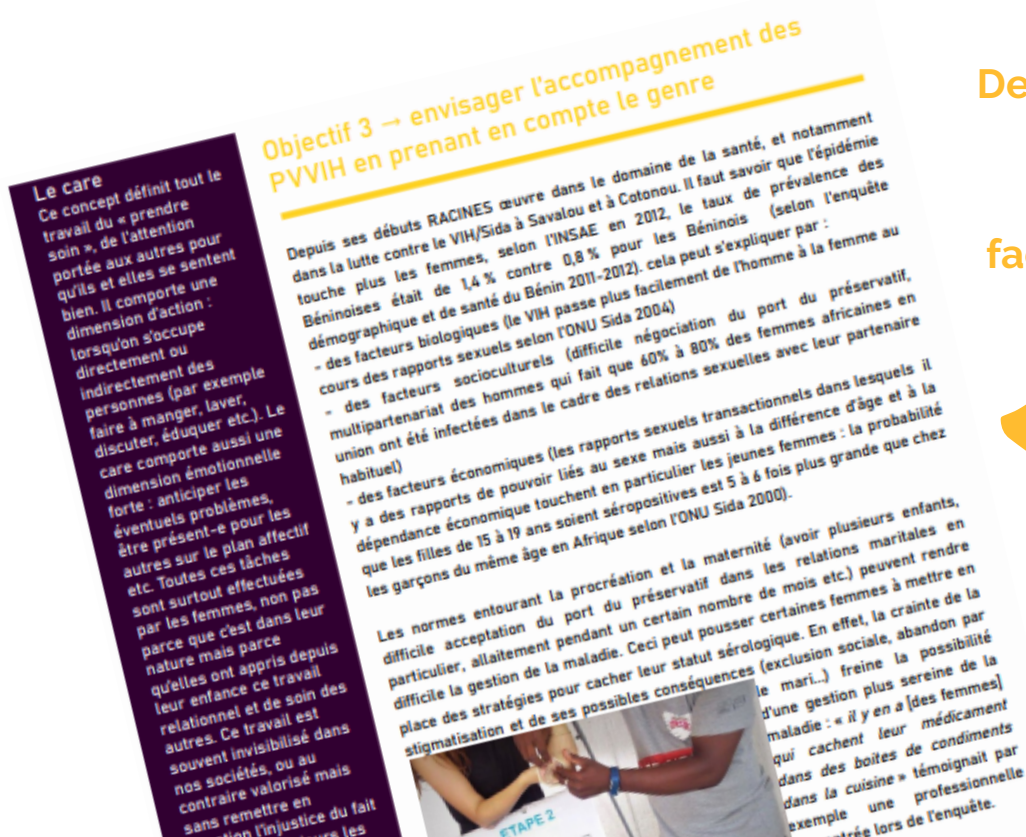 Le care
Ce concept définit tout le
travail du « prendre
soin », de l'attention
portée aux autres pour
qu'ils et elles se sentent
bien. Il comporte une
dimension d'action :
lorsqu'on s'occupe
directement ou
indirectement des
personnes (par exemple
faire à manger, laver,
discuter, éduquer etc.). Le
care comporte aussi une
dimension émotionnelle
forte : anticiper les
éventuels problèmes,
être présent-e pour les
autres sur le plan affectif
etc. Toutes ces tâches
sont surtout effectuées
par les femmes, non pas
parce que c'est dans leur
nature mais parce
qu'elles ont appris depuis
leur enfance ce travail
relationnel et de soin des
autres. Ce travail est
souvent invisibilisé dans
nos sociétés, ou au
contraire valorisé mais
sans remettre en
l'injustice du fait
les
Objectif 3 → envisager l'accompagnement des
PVVIH en prenant en compte le genre
Depuis ses débuts RACINES œuvre dans le domaine de la santé, et notamment
dans la lutte contre le VIH/Sida à Savalou et à Cotonou. Il faut savoir que l'épidémie
touche plus les femmes, selon l'INSAE en 2012, le taux de prévalence des
Béninoises était de 1,4 % contre 0,8 % pour les Béninois (selon l'enquête
démographique et de santé du Bénin 2011-2012). cela peut s'expliquer par :
- des facteurs biologiques (le VIH passe plus facilement de l'homme à la femme au
cours des rapports sexuels selon l'ONU Sida 2004)
- des facteurs socioculturels (difficile négociation du port du préservatif,
multipartenariat des hommes qui fait que 60% à 80% des femmes africaines en
union ont été infectées dans le cadre des relations sexuelles avec leur partenaire
habituel)
- des facteurs économiques (les rapports sexuels transactionnels dans lesquels il
y a des rapports de pouvoir liés au sexe mais aussi à la différence d'âge et à la
dépendance économique touchent en particulier les jeunes femmes : la probabilité
que les filles de 15 à 19 ans soient séropositives est 5 à 6 fois plus grande que chez
les garçons du même âge en Afrique selon l'ONU Sida 2000).
Les normes entourant la procréation et la maternité (avoir plusieurs enfants,
difficile acceptation du port du préservatif dans les relations maritales en
particulier, allaitement pendant un certain nombre de mois etc.) peuvent rendre
difficile la gestion de la maladie. Ceci peut pousser certaines femmes à mettre en
place des stratégies pour cacher leur statut sérologique. En effet, la crainte de la
stigmatisation et de ses possibles conséquences (exclusion sociale, abandon par
le mari...) freine la possibilité
d'une gestion plus sereine de la
maladie : « il y en a [des femmes]
qui cachent leur médicament
dans des boites de condiments
dans la cuisine » témoignait par
exemple une professionnelle
lors de l'enquête.
ETAPE 2
De
fa